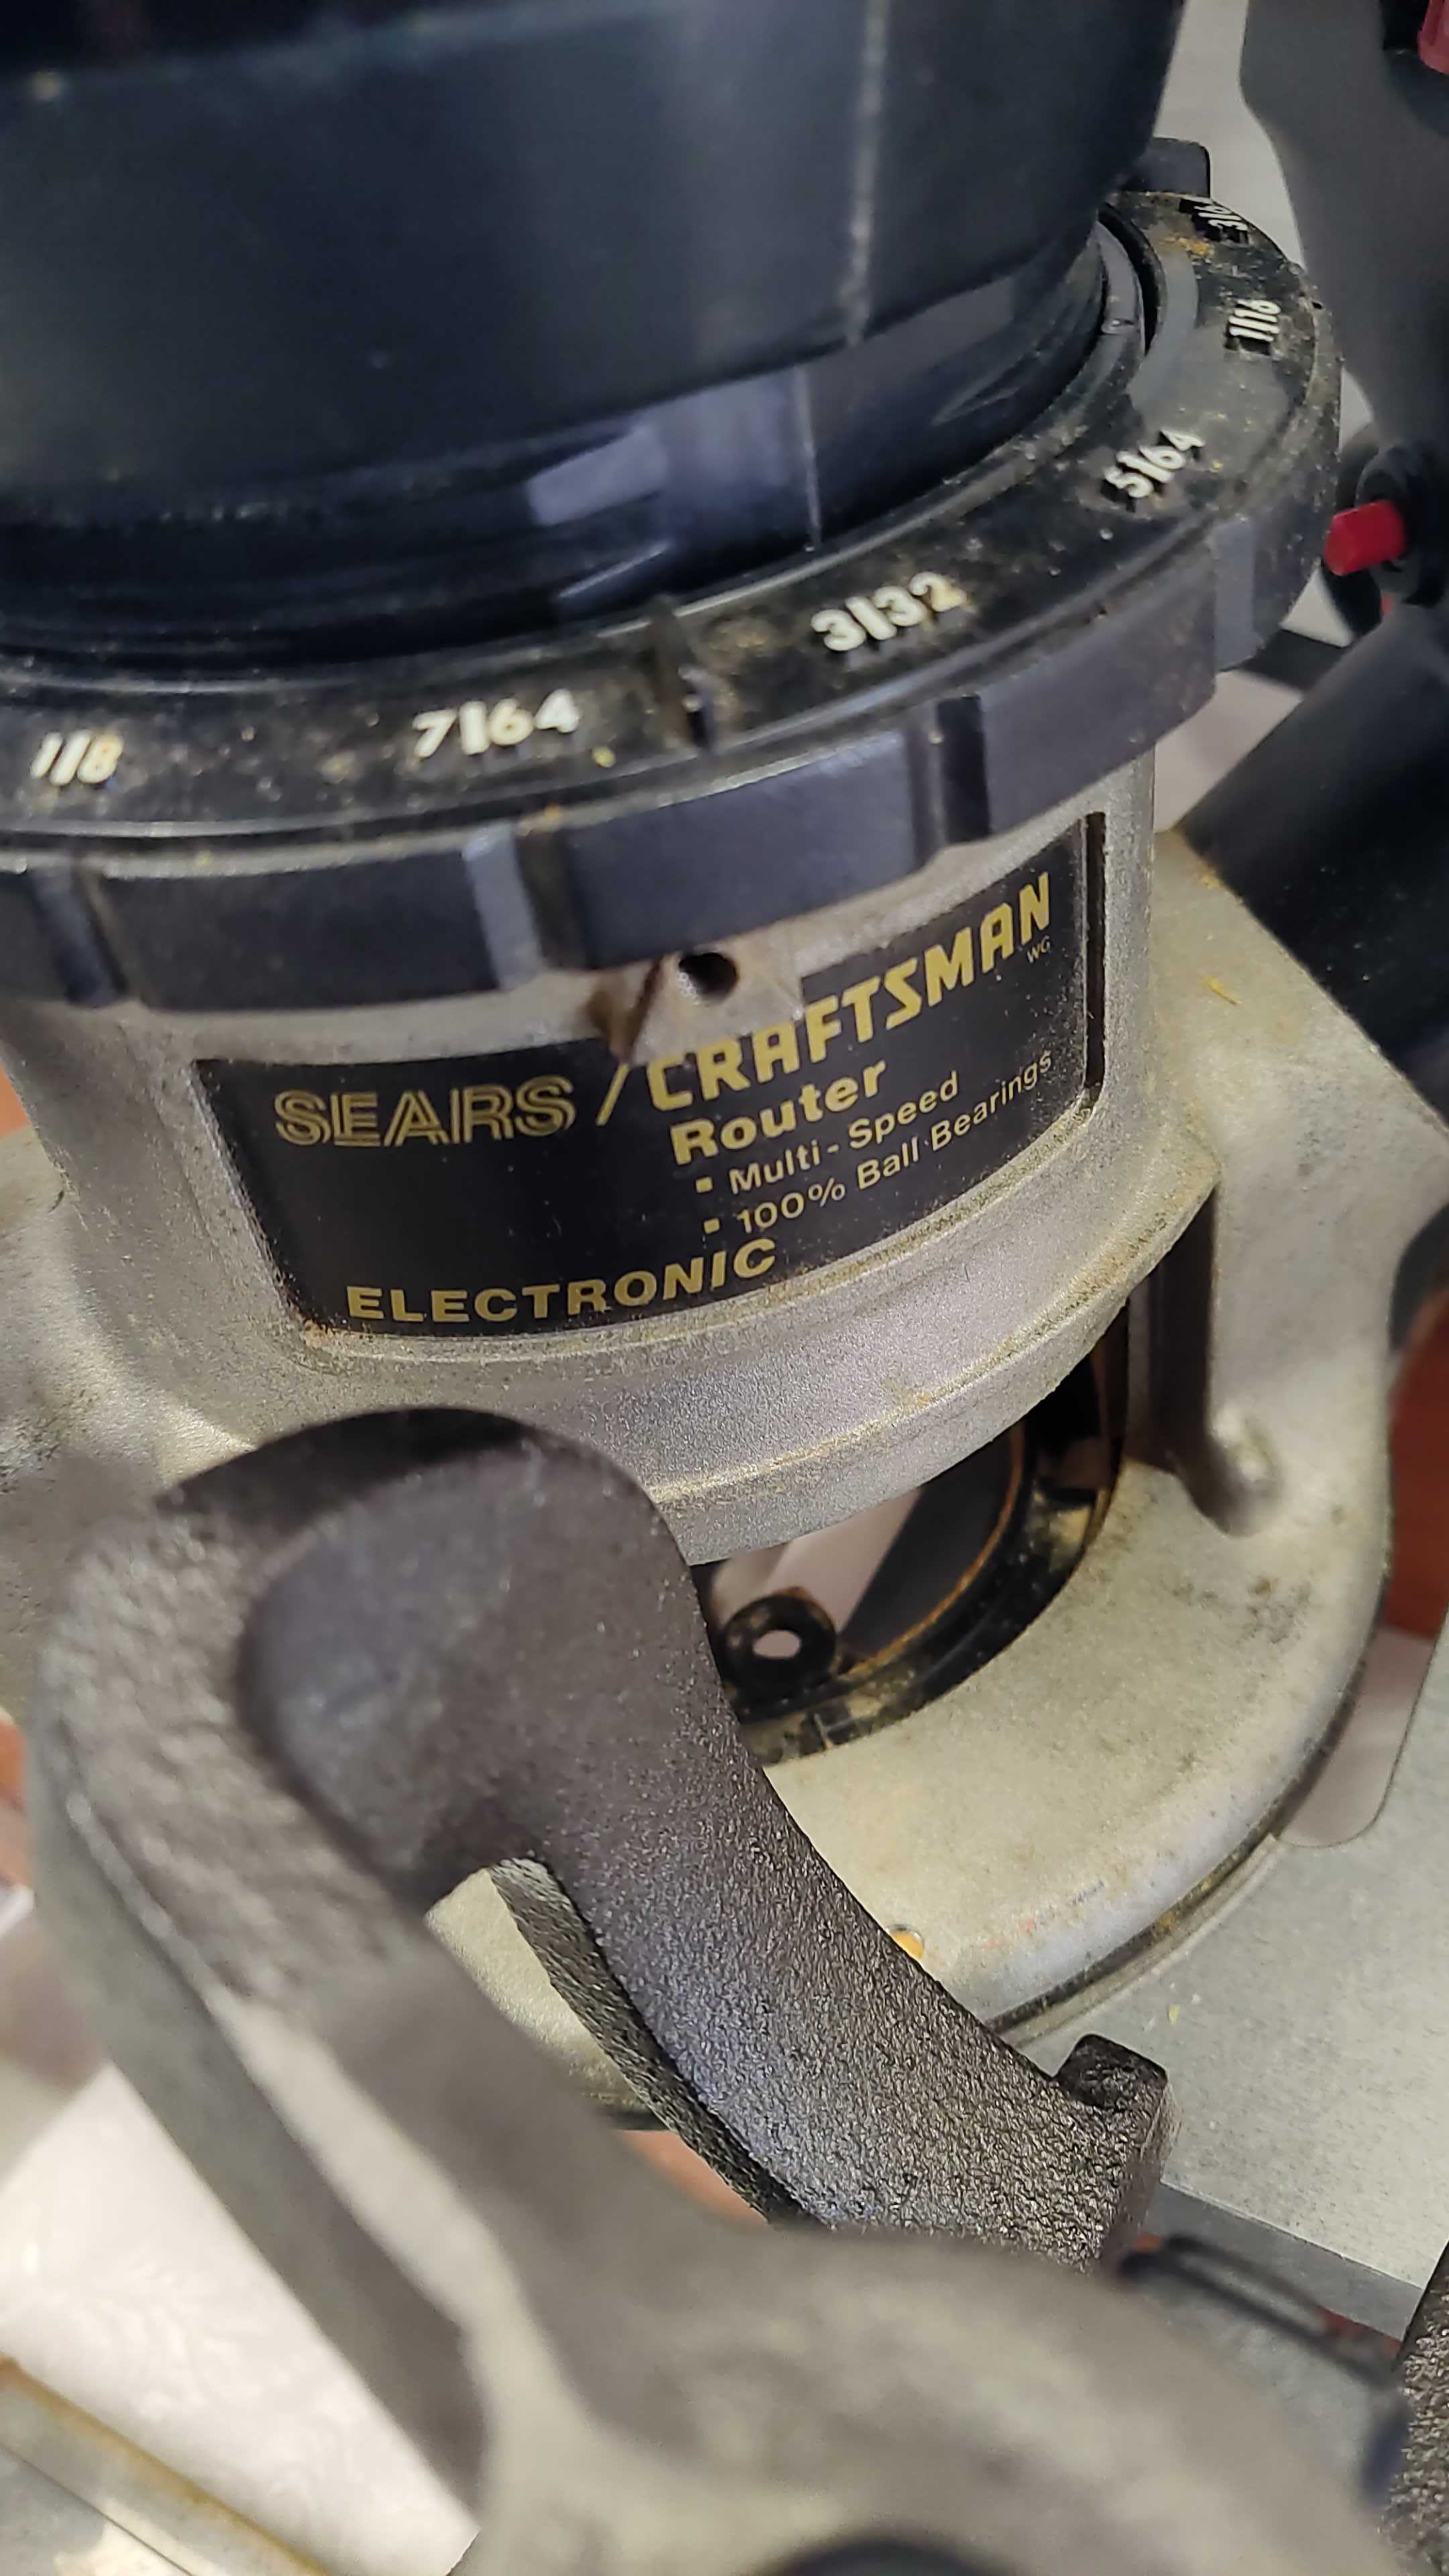 1/16
5/64
3/32
7/64
1/8
SEARS / CRAFTSMAN
WG
Router
▪ Multi-Speed
▪ 100% Ball Bearings
ELECTRONIC